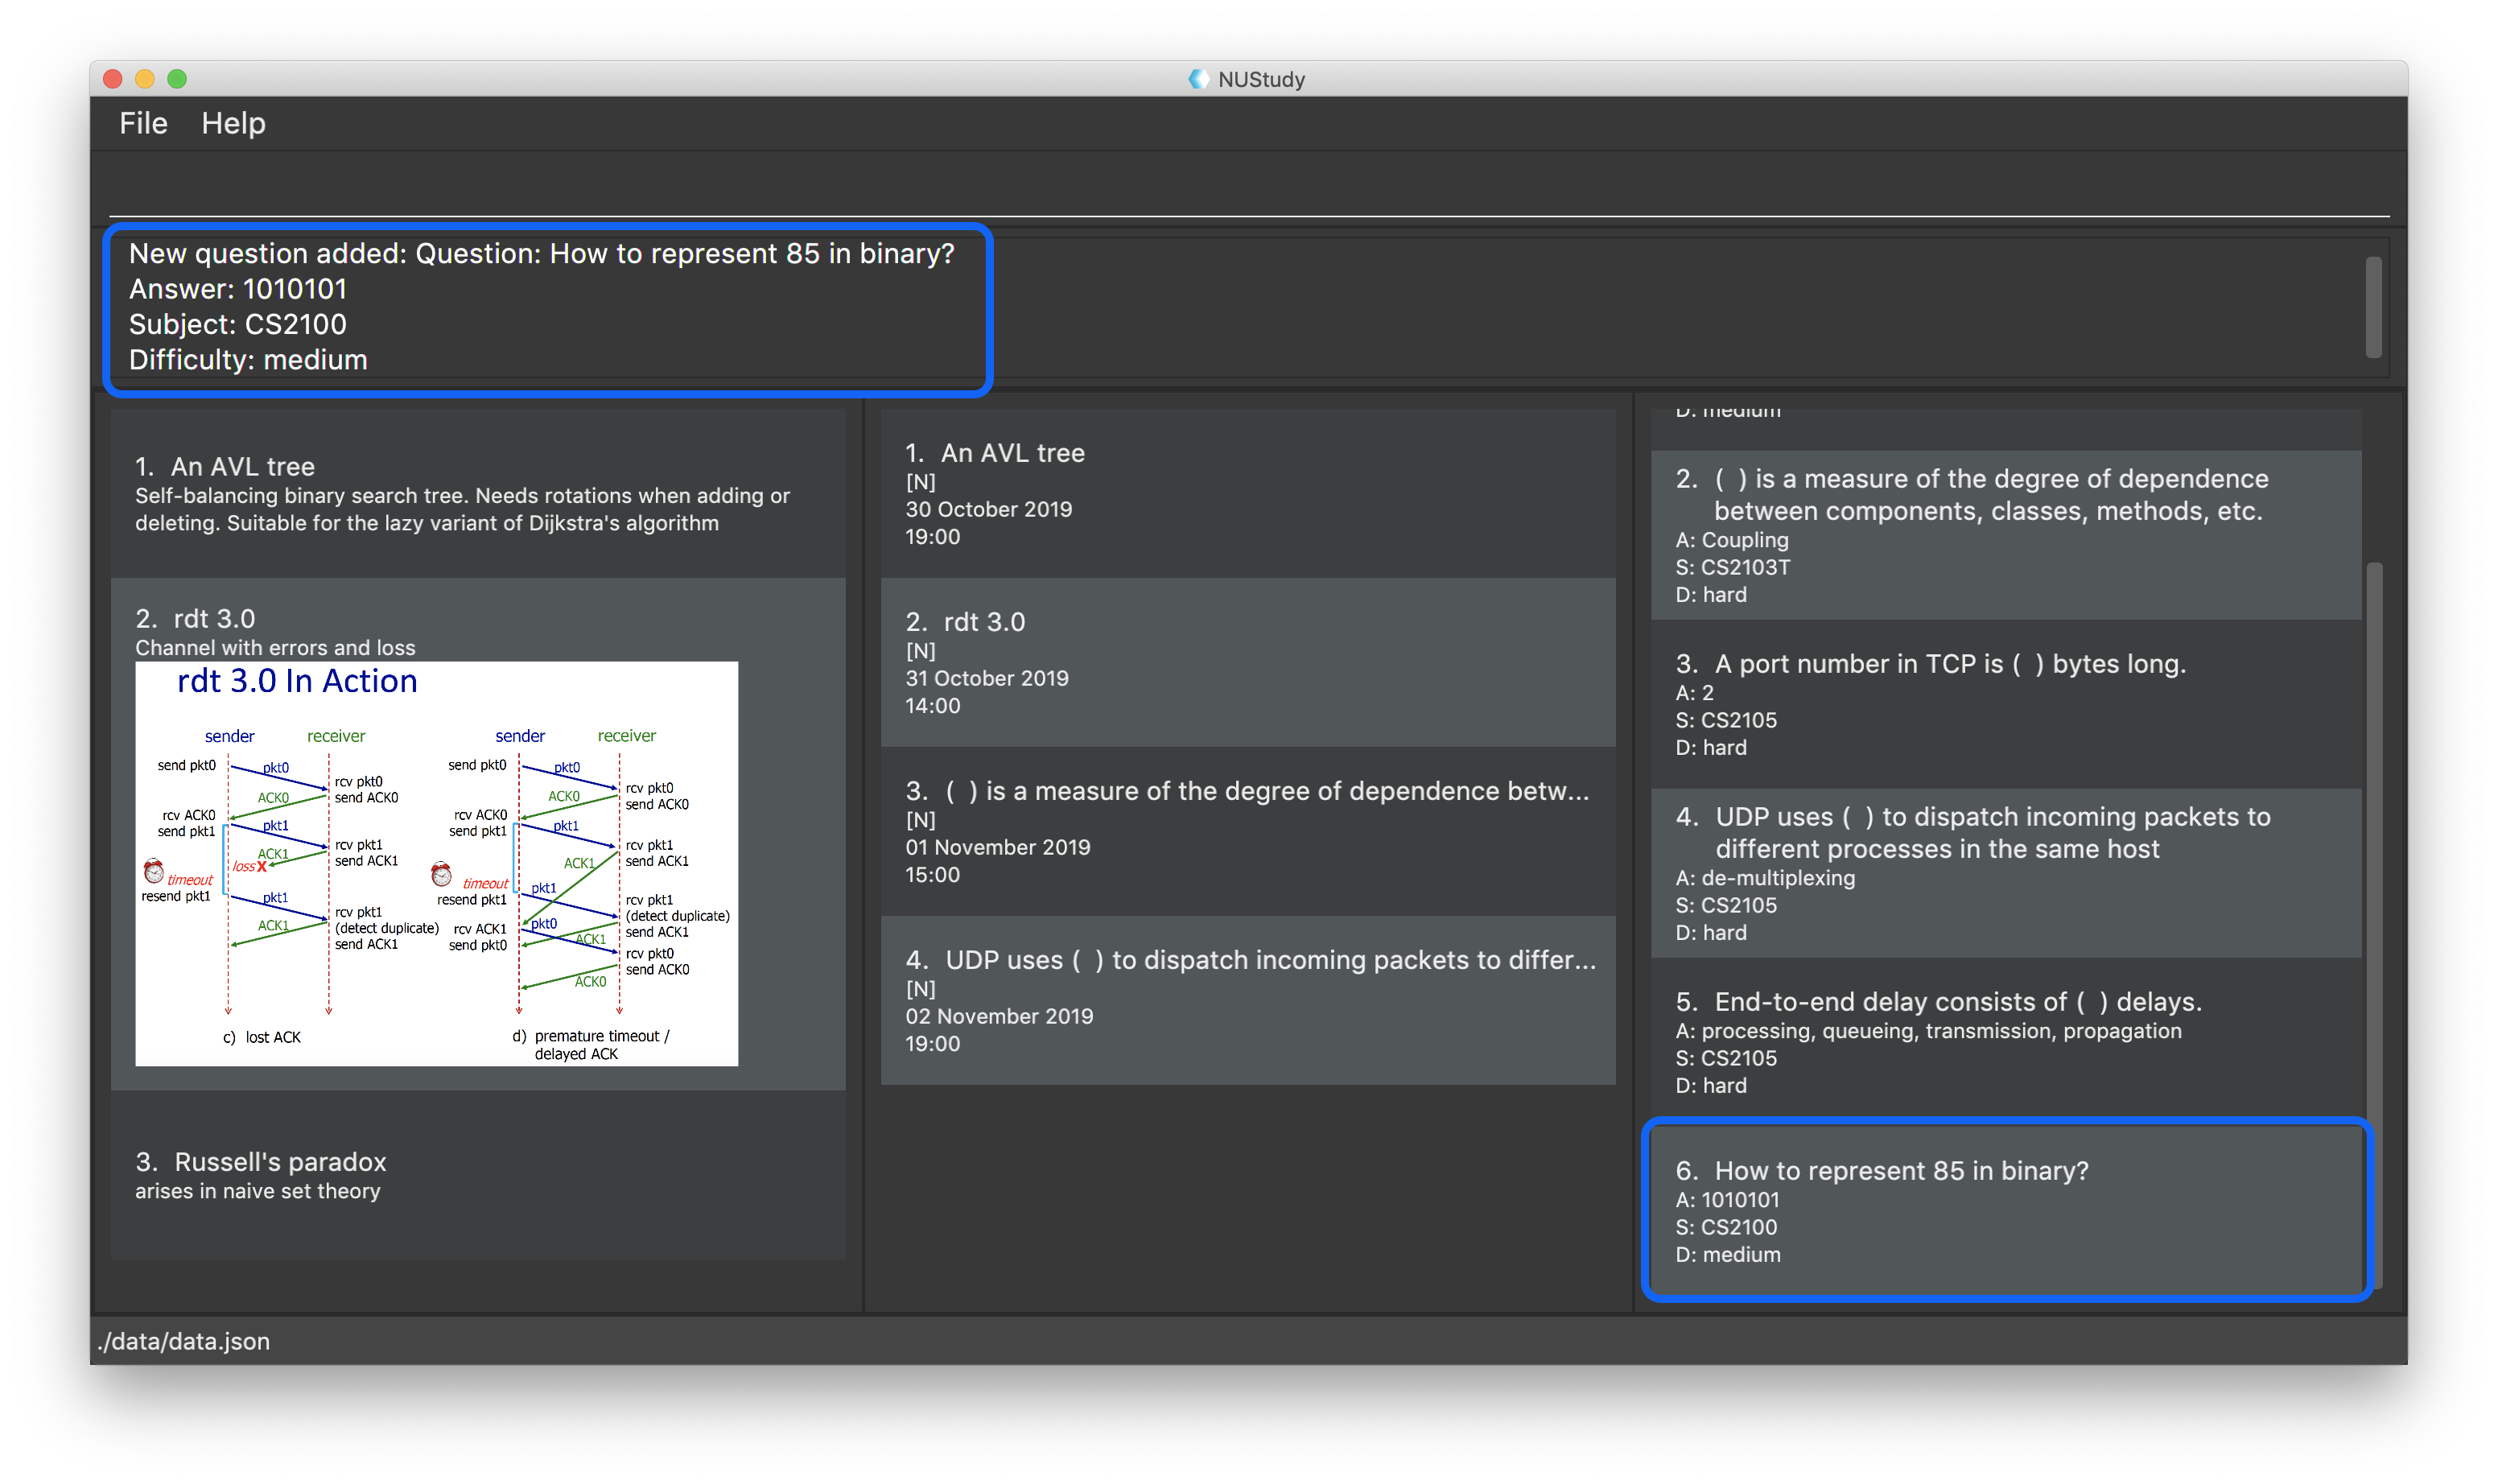 NUStudy
File Help
New question added: Question: How to represent 85 in binary?
Answer: 1010101
Subject: CS2100
Difficulty: medium
1. An AVL tree
Self-balancing binary search tree. Needs rotations when adding or
deleting. Suitable for the lazy variant of Dijkstra's algorithm
2. rdt 3.0
Channel with errors and loss
rdt 3.0 In Action
sender receiver
send pkt0
pkt0
rcv pkt0
send ACK0
ACK0
rcv ACK0
send pkt1
pkt1
rcv pkt1
send ACK1
ACK1
loss X
timeout
resend pkt1
pkt1
rcv pkt1
(detect duplicate)
send ACK1
ACK1
c) lost ACK
sender receiver
send pkt0
pkt0
rcv pkt0
send ACK0
ACK0
rcv ACK0
send pkt1
pkt1
rcv pkt1
send ACK1
ACK1
timeout
resend pkt1
pkt1
rcv pkt1
(detect duplicate)
send ACK1
rcv ACK1
send pkt0
pkt0
ACK1
rcv pkt0
send ACK0
ACK0
d) premature timeout /
delayed ACK
3. Russell's paradox
arises in naive set theory
1. An AVL tree
[N]
30 October 2019
19:00
2. rdt 3.0
[N]
31 October 2019
14:00
3. ( ) is a measure of the degree of dependence betw...
[N]
01 November 2019
15:00
4. UDP uses ( ) to dispatch incoming packets to differ...
[N]
02 November 2019
19:00
D: medium
2. ( ) is a measure of the degree of dependence
between components, classes, methods, etc.
A: Coupling
S: CS2103T
D: hard
3. A port number in TCP is ( ) bytes long.
A: 2
S: CS2105
D: hard
4. UDP uses ( ) to dispatch incoming packets to
different processes in the same host
A: de-multiplexing
S: CS2105
D: hard
5. End-to-end delay consists of ( ) delays.
A: processing, queueing, transmission, propagation
S: CS2105
D: hard
6. How to represent 85 in binary?
A: 1010101
S: CS2100
D: medium
./data/data.json